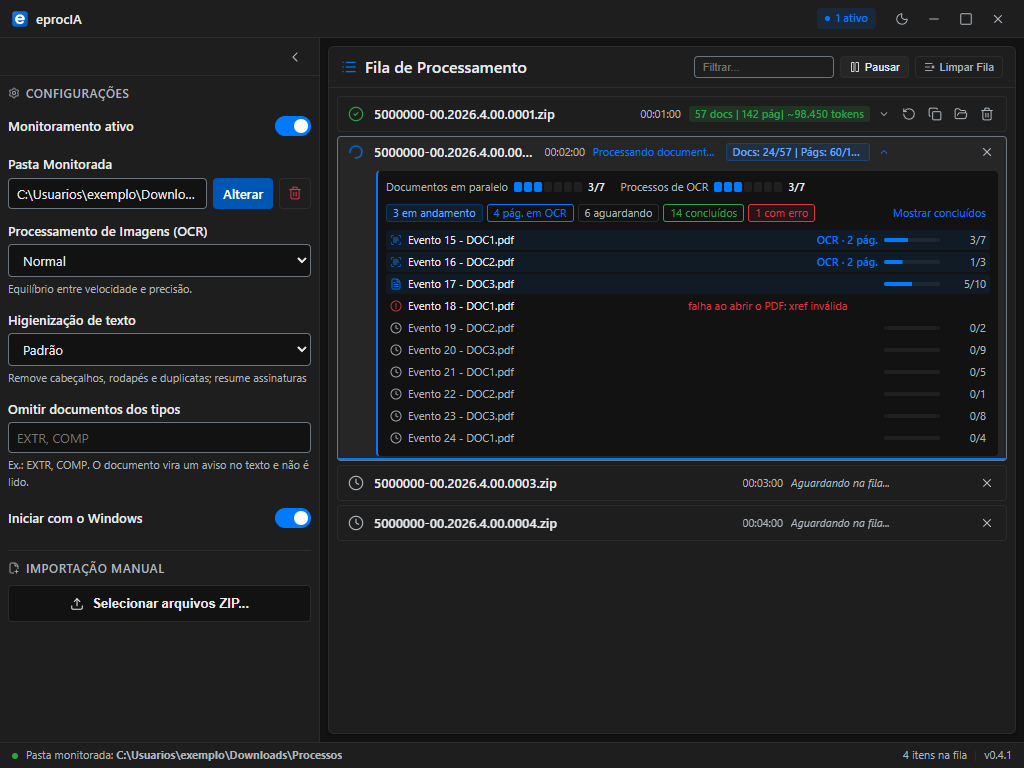 eprocIA
1 ativo
CONFIGURAÇÕES
Monitoramento ativo
Pasta Monitorada
C:\Usuarios\exemplo\Downlo...
Alterar
Processamento de Imagens (OCR)
Normal
Equilíbrio entre velocidade e precisão.
Higienização de texto
Padrão
Remove cabeçalhos, rodapés e duplicatas; resume assinaturas
Omitir documentos dos tipos
EXTR, COMP
Ex.: EXTR, COMP. O documento vira um aviso no texto e não é
lido.
Iniciar com o Windows
IMPORTAÇÃO MANUAL
Selecionar arquivos ZIP...
Fila de Processamento
Filtrar...
Pausar
Limpar Fila
5000000-00.2026.4.00.0001.zip 00:01:00 57 docs | 142 pág| ~98.450 tokens
5000000-00.2026.4.00.00... 00:02:00 Processando document... Docs: 24/57 | Págs: 60/1...
Documentos em paralelo 3/7 Processos de OCR 3/7
3 em andamento 4 pág. em OCR 6 aguardando 14 concluídos 1 com erro Mostrar concluídos
Evento 15 - DOC1.pdf OCR · 2 pág. 3/7
Evento 16 - DOC2.pdf OCR · 2 pág. 1/3
Evento 17 - DOC3.pdf 5/10
Evento 18 - DOC1.pdf falha ao abrir o PDF: xref inválida
Evento 19 - DOC2.pdf 0/2
Evento 20 - DOC3.pdf 0/9
Evento 21 - DOC1.pdf 0/5
Evento 22 - DOC2.pdf 0/1
Evento 23 - DOC3.pdf 0/8
Evento 24 - DOC1.pdf 0/4
5000000-00.2026.4.00.0003.zip 00:03:00 Aguardando na fila...
5000000-00.2026.4.00.0004.zip 00:04:00 Aguardando na fila...
Pasta monitorada: C:\Usuarios\exemplo\Downloads\Processos
4 itens na fila
v0.4.1